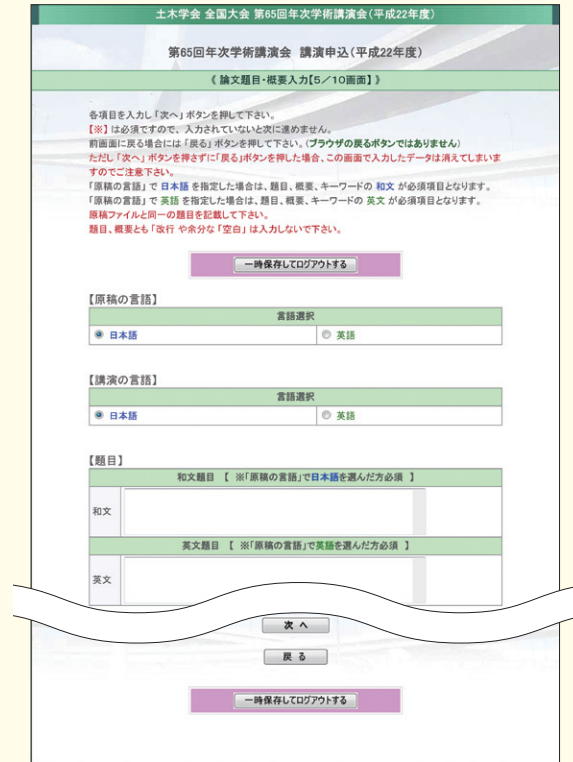 土木学会 全国大会 第65回年次学術講演会(平成22年度)
第65回年次学術講演会 講演申込(平成22年度)
《 論文題目・概要入力【5／10画面】 》
各項目を入力し「次へ」ボタンを押して下さい。
【※】は必須ですので、入力されていないと次に進めません。
前画面に戻る場合には「戻る」ボタンを押して下さい。(ブラウザの戻るボタンではありません)
ただし「次へ」ボタンを押さずに「戻る」ボタンを押した場合、この画面で入力したデータは消えてしまいま
すのでご注意下さい。
「原稿の言語」で 日本語 を指定した場合は、題目、概要、キーワードの 和文 が必須項目となります。
「原稿の言語」で 英語 を指定した場合は、題目、概要、キーワードの 英文 が必須項目となります。
原稿ファイルと同一の題目を記載して下さい。
題目、概要とも「改行 や余分な「空白」は入力しないで下さい。
一時保存してログアウトする
【原稿の言語】
言語選択
日本語 英語
【講演の言語】
言語選択
日本語 英語
【題目】
和文題目 【 ※「原稿の言語」で日本語を選んだ方必須 】
和文
英文題目 【 ※「原稿の言語」で英語を選んだ方必須 】
英文
次 へ
戻 る
一時保存してログアウトする